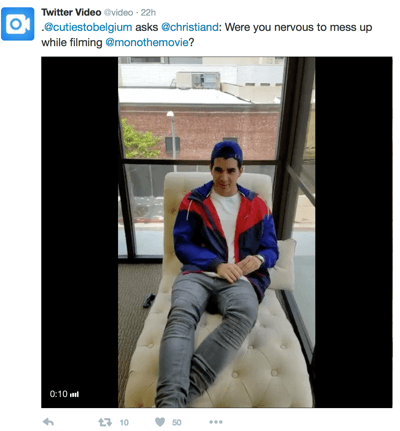 Twitter Video @video · 22h
.@cutiestobelgium asks @christiand: Were you nervous to mess up
while filming @monothemovie?
0:10
10 50